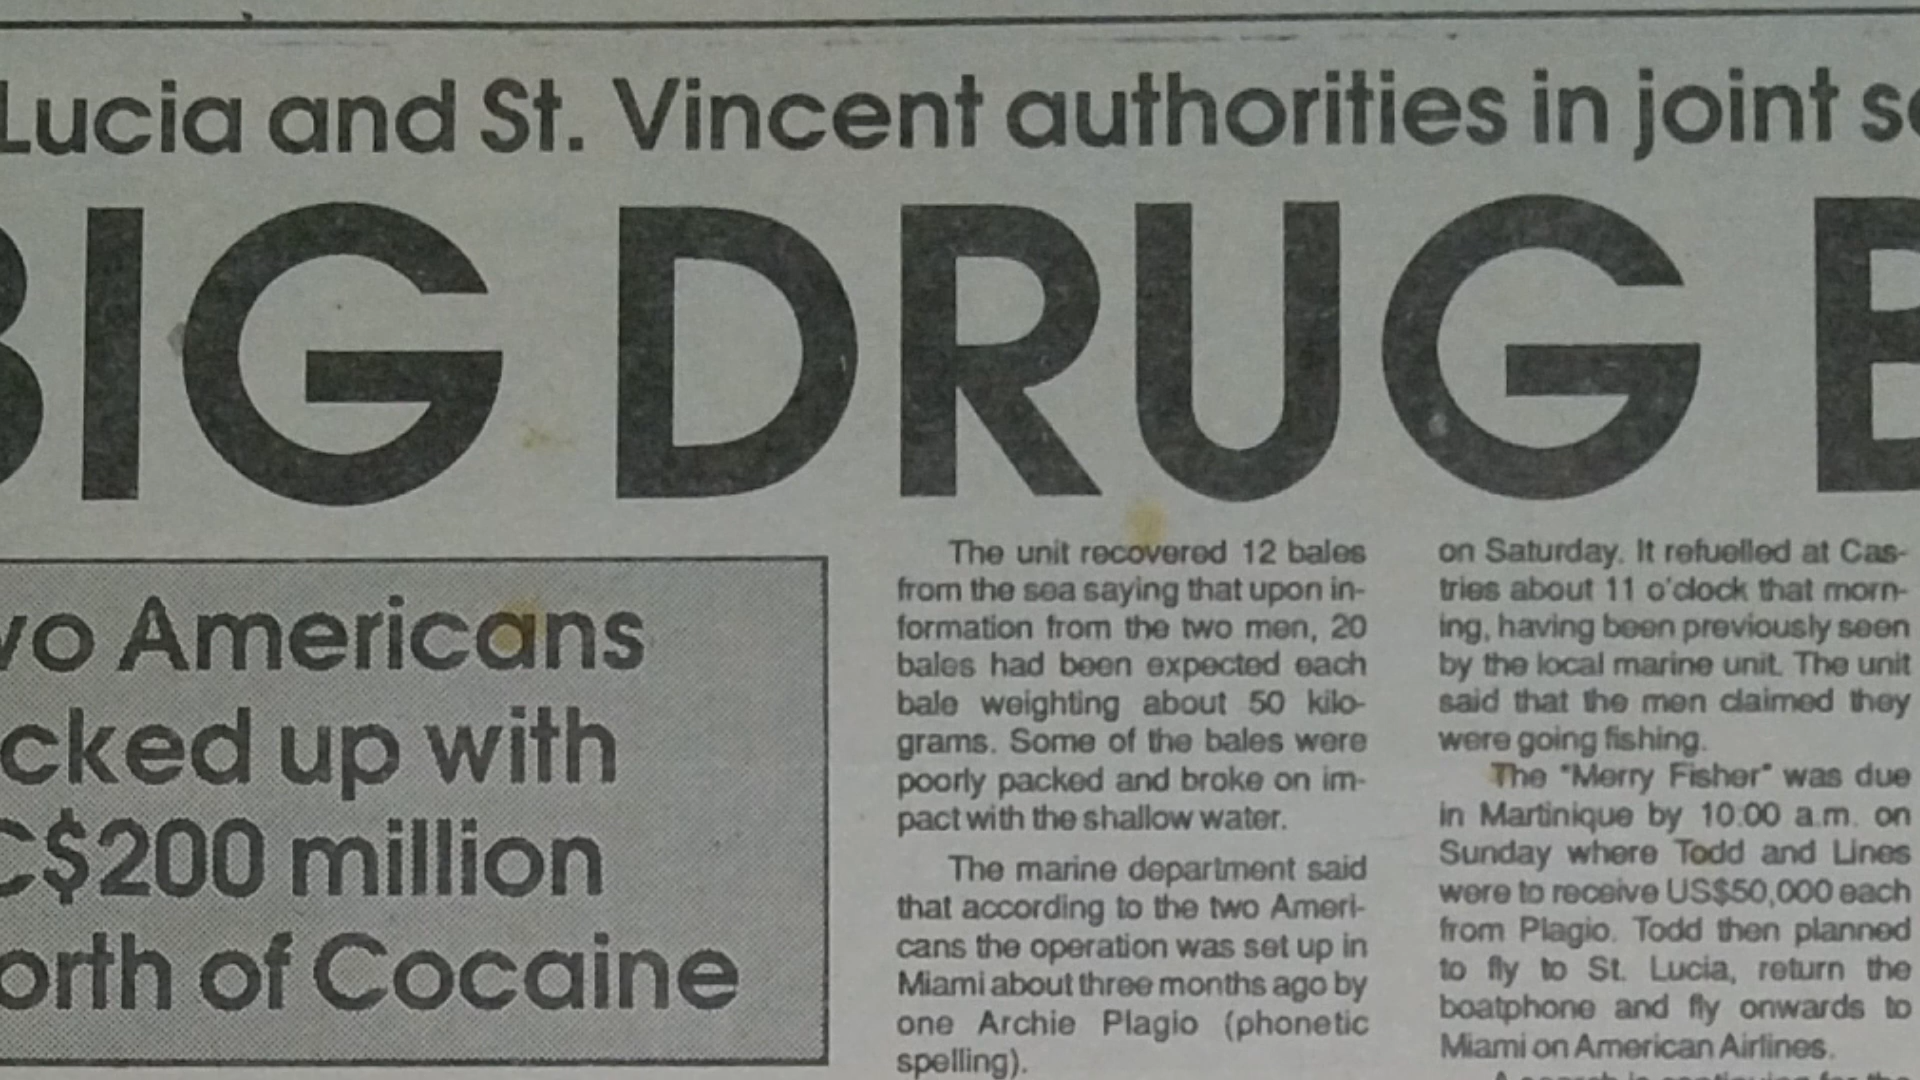 Lucia and St. Vincent authorities in joint
BIG DRUG
Americans
cked up with
C$200 million
orth of Cocaine
The unit recovered 12 bales
from the sea saying that upon in-
formation from the two men, 20
bales had been expected each
bale weighting about 50 kilo-
grams. Some of the bales were
poorly packed and broke on im-
pact with the shallow water.
The marine department said
that according to the two Ameri-
cans the operation was set up in
Miami about three months ago by
one Archie Plagio (phonetic
spelling).
on Saturday. It refuelled at Cas-
tries about 11 o'clock that morn-
ing, having been previously seen
by the local marine unit. The unit
said that the men claimed they
were going fishing.
The "Merry Fisher" was due
in Martinique by 10:00 a.m. on
Sunday where Todd and Lines
were to receive US$50,000 each
from Plagio. Todd then planned
to fly to St. Lucia, return the
boatphone and fly onwards to
Miami on American Airlines.